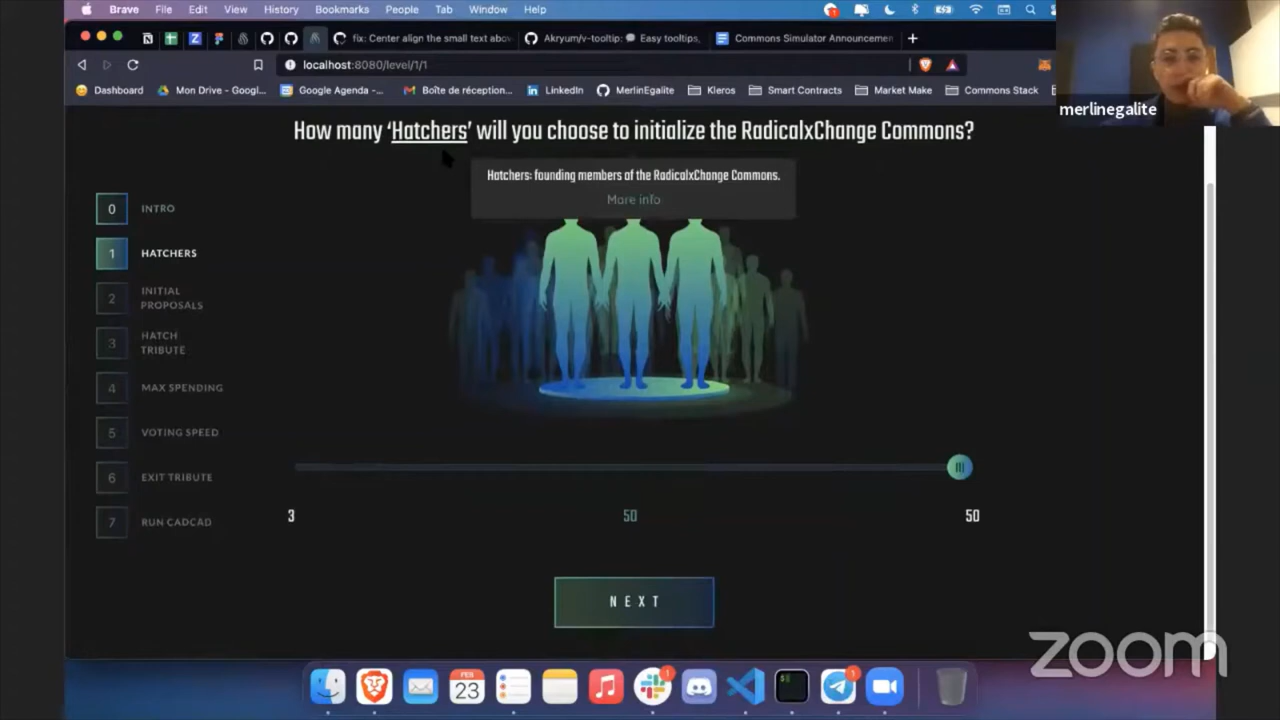 Brave File Edit View History Bookmarks People Tab Window Help
fix: Center align the small text abov
Akryum/v-tooltip: 💬 Easy tooltips,
Commons Simulator Announcemen
localhost:8080/level/1/1
Dashboard Mon Drive - Googl... Google Agenda -... Boîte de réception... LinkedIn MerlinEgalite Kleros Smart Contracts Market Make Commons Stack
merlinegalite
How many ‘Hatchers’ will you choose to initialize the RadicalxChange Commons?
Hatchers: founding members of the RadicalxChange Commons.
More info
0 INTRO
1 HATCHERS
2 INITIAL
PROPOSALS
3 HATCH
TRIBUTE
4 MAX SPENDING
5 VOTING SPEED
6 EXIT TRIBUTE
7 RUN CADCAD
3 50 50
NEXT
zoom
FEB
23
1
1